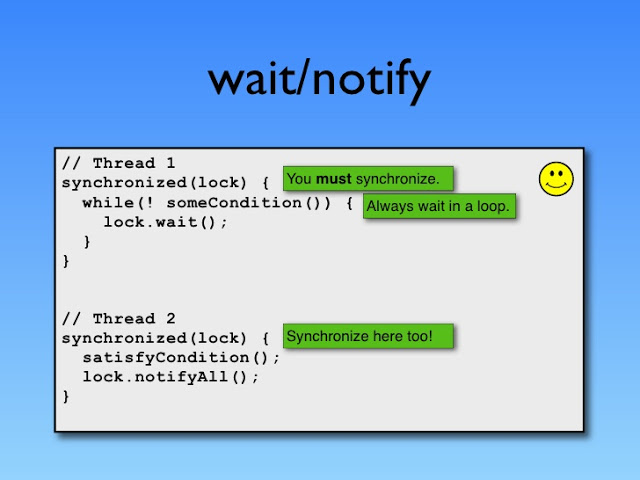 wait/notify
// Thread 1
synchronized(lock) { You must synchronize.
  while(! someCondition()) { Always wait in a loop.
    lock.wait();
  }
}
// Thread 2
synchronized(lock) { Synchronize here too!
  satisfyCondition();
  lock.notifyAll();
}